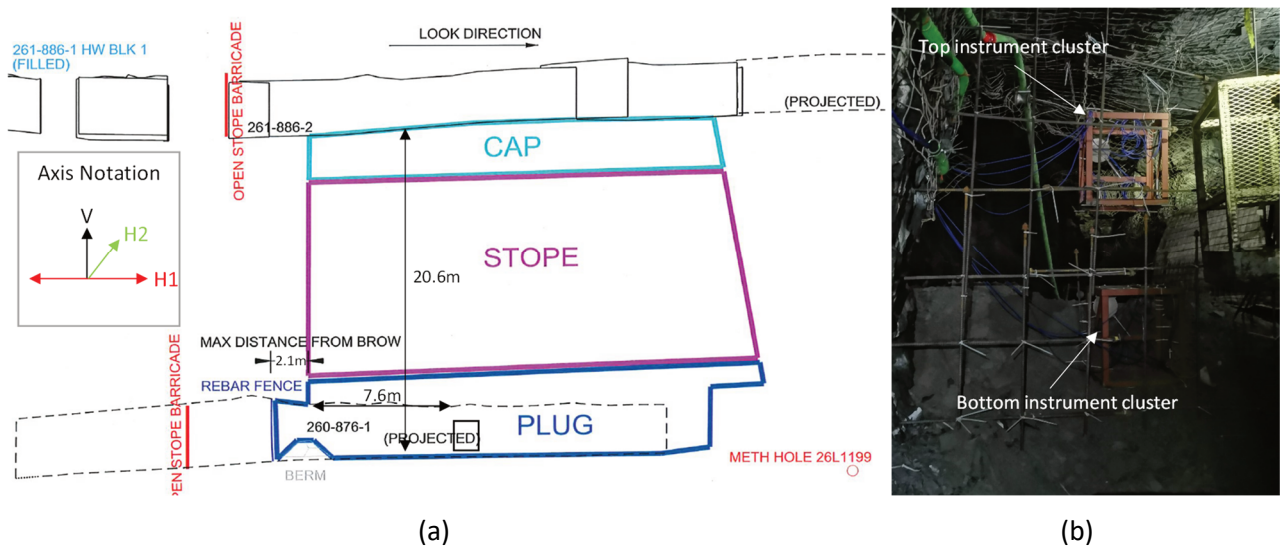 261-886-1 HW BLK 1
(FILLED)
LOOK DIRECTION
OPEN STOPE BARRICADE
(PROJECTED)
261-886-2
CAP
Axis Notation
V
H2
H1
STOPE
20.6m
MAX DISTANCE FROM BROW
2.1m
REBAR FENCE
7.6m
PEN STOPE BARRICADE
260-876-1
(PROJECTED)
PLUG
BERM
METH HOLE 26L1199
Top instrument cluster
Bottom instrument cluster
(a)
(b)